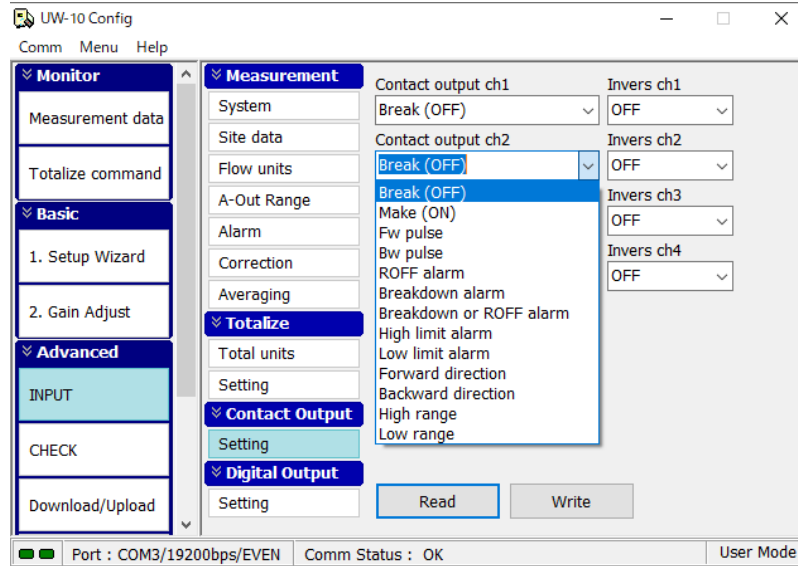 UW-10 Config
Comm Menu Help
Monitor
Measurement data
Totalize command
Basic
1. Setup Wizard
2. Gain Adjust
Advanced
INPUT
CHECK
Download/Upload
Measurement
System
Site data
Flow units
A-Out Range
Alarm
Correction
Averaging
Totalize
Total units
Setting
Contact Output
Setting
Digital Output
Setting
Contact output ch1
Break (OFF)
Contact output ch2
Break (OFF)
Break (OFF)
Make (ON)
Fw pulse
Bw pulse
ROFF alarm
Breakdown alarm
Breakdown or ROFF alarm
High limit alarm
Low limit alarm
Forward direction
Backward direction
High range
Low range
Invers ch1
OFF
Invers ch2
OFF
Invers ch3
OFF
Invers ch4
OFF
Read
Write
Port : COM3/19200bps/EVEN
Comm Status : OK
User Mode